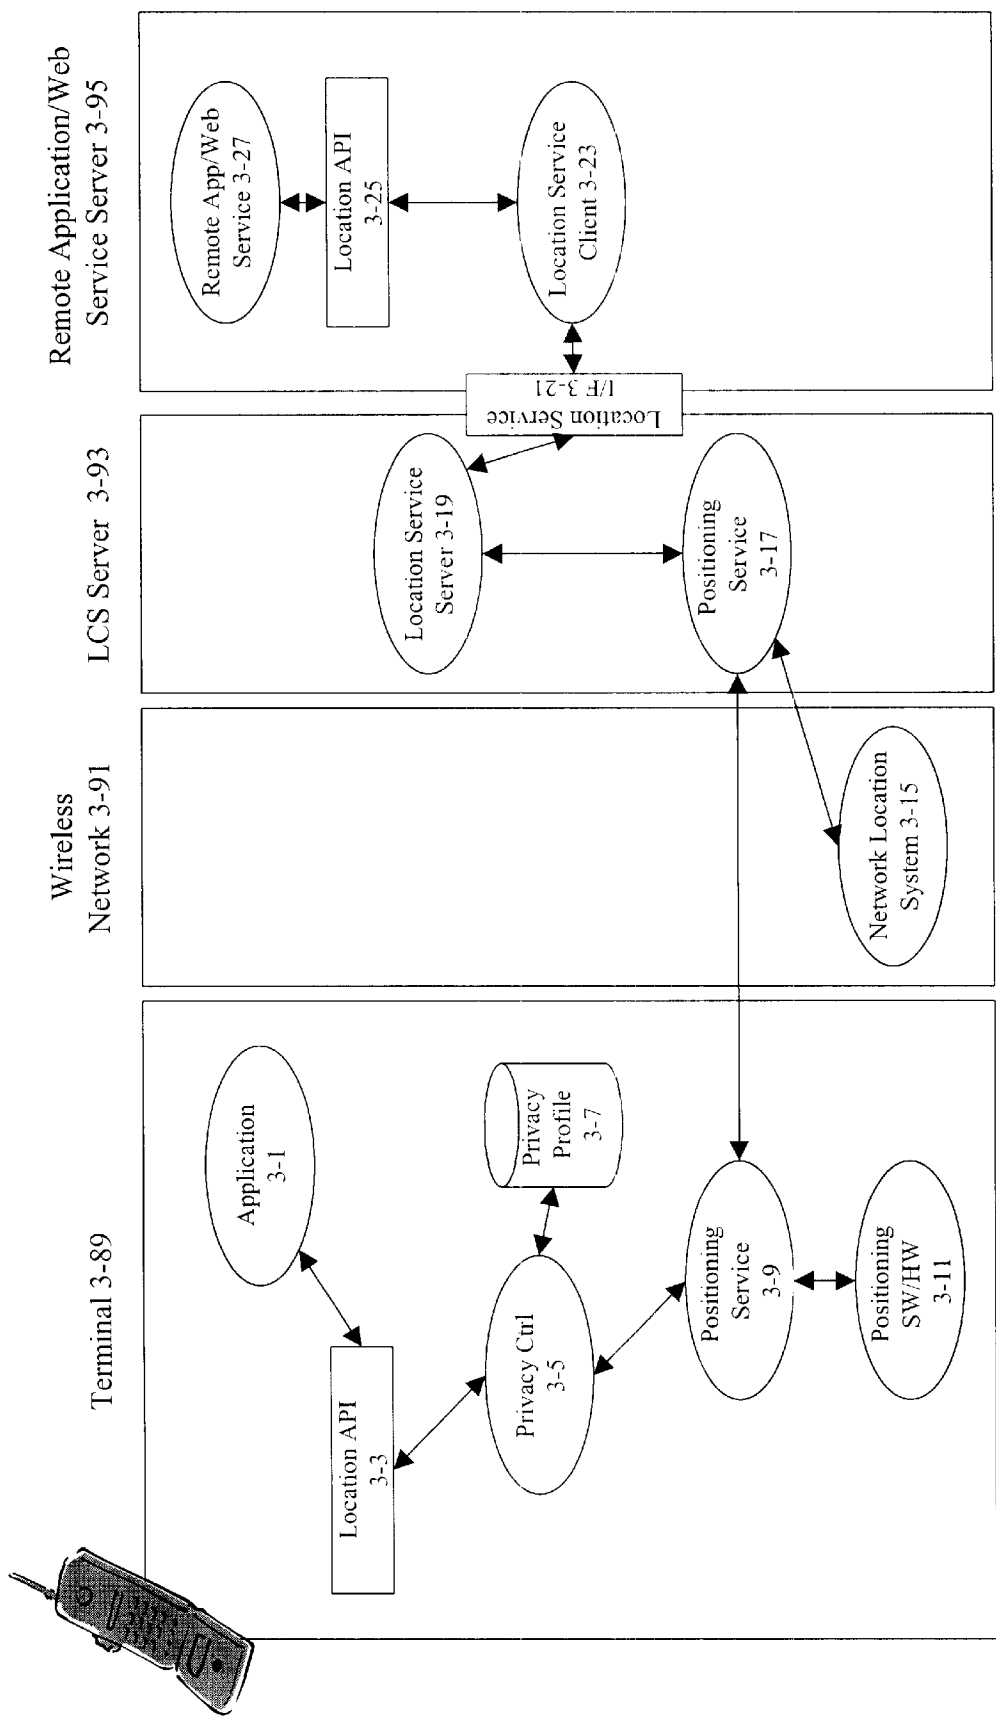 Terminal 3-89
Wireless
Network 3-91
LCS Server 3-93
Remote Application/Web
Service Server 3-95
Application
3-1
Location API
3-3
Privacy Ctrl
3-5
Privacy
Profile
3-7
Positioning
Service
3-9
Positioning
SW/HW
3-11
Network Location
System 3-15
Location Service
Server 3-19
Positioning
Service
3-17
Location Service
I/F 3-21
Remote App/Web
Service 3-27
Location API
3-25
Location Service
Client 3-23